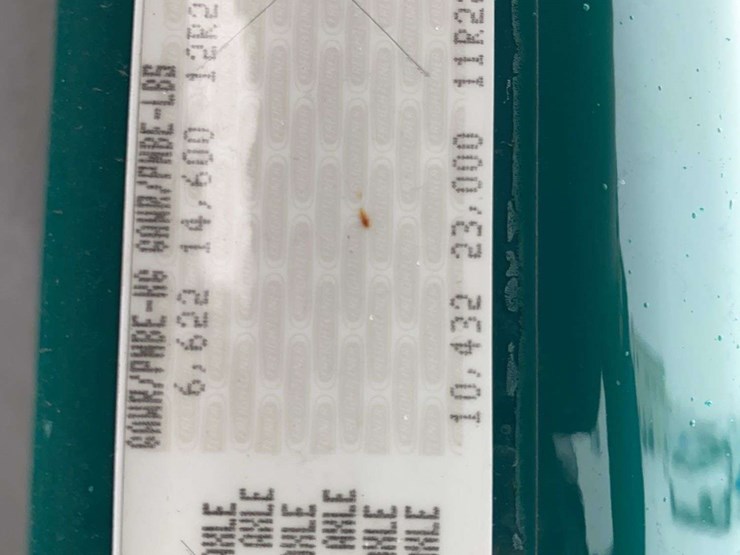 GAWR/PNBE-KG GAWR/PNBE-LBS
6,622 14,600 12R2
AXLE
AXLE
AXLE
AXLE
AXLE
10,432 23,000 11R2
AXLE